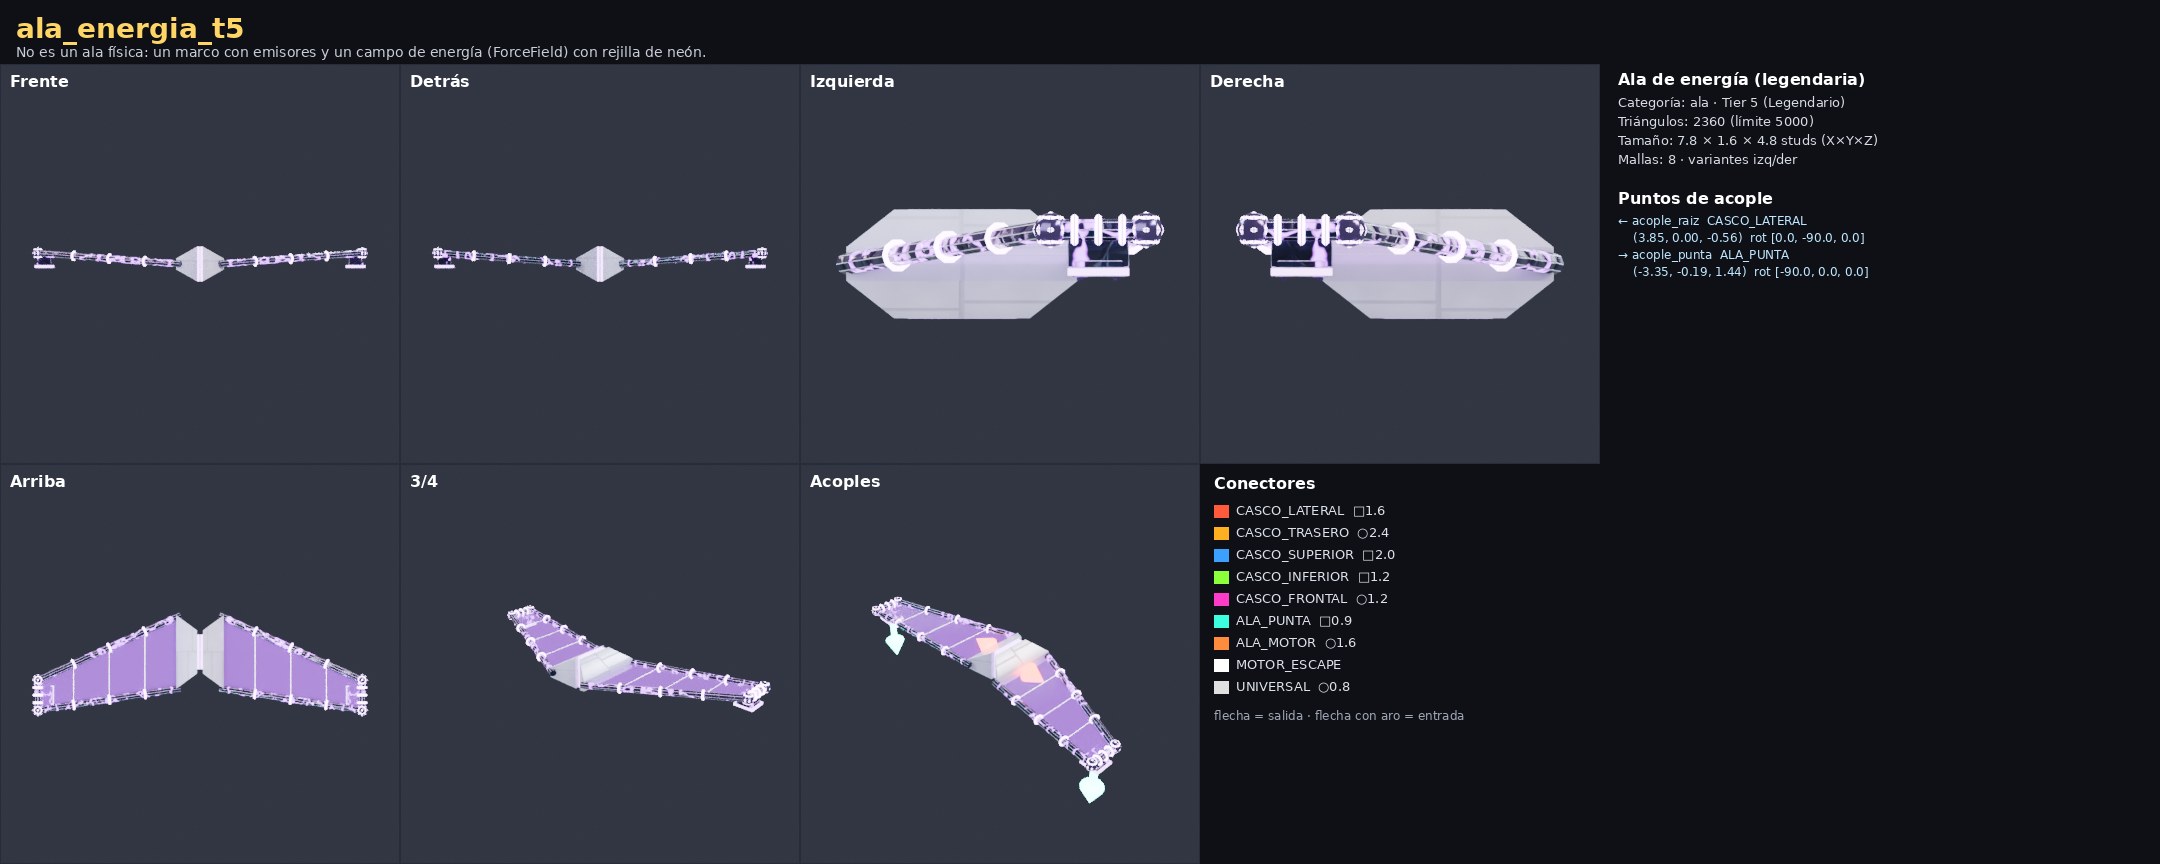 ala_energia_t5
No es un ala física: un marco con emisores y un campo de energía (ForceField) con rejilla de neón.
Frente
Detrás
Izquierda
Derecha
Ala de energía (legendaria)
Categoría: ala · Tier 5 (Legendario)
Triángulos: 2360 (límite 5000)
Tamaño: 7.8 × 1.6 × 4.8 studs (X×Y×Z)
Mallas: 8 · variantes izq/der
Puntos de acople
← acople_raiz  CASCO_LATERAL
(3.85, 0.00, -0.56)  rot [0.0, -90.0, 0.0]
→ acople_punta  ALA_PUNTA
(-3.35, -0.19, 1.44)  rot [-90.0, 0.0, 0.0]
Arriba
3/4
Acoples
Conectores
CASCO_LATERAL  □1.6
CASCO_TRASERO  ○2.4
CASCO_SUPERIOR  □2.0
CASCO_INFERIOR  □1.2
CASCO_FRONTAL  ○1.2
ALA_PUNTA  □0.9
ALA_MOTOR  ○1.6
MOTOR_ESCAPE
UNIVERSAL  ○0.8
flecha = salida · flecha con aro = entrada